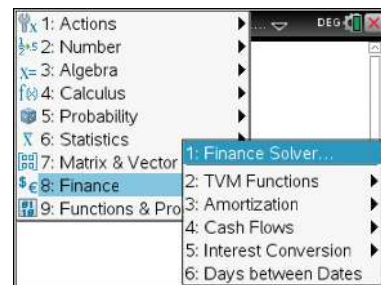 1: Actions
... DEG
2: Number
3: Algebra
4: Calculus
5: Probability
6: Statistics
7: Matrix & Vector
8: Finance
9: Functions & Pro
1: Finance Solver...
2: TVM Functions
3: Amortization
4: Cash Flows
5: Interest Conversion
6: Days between Dates